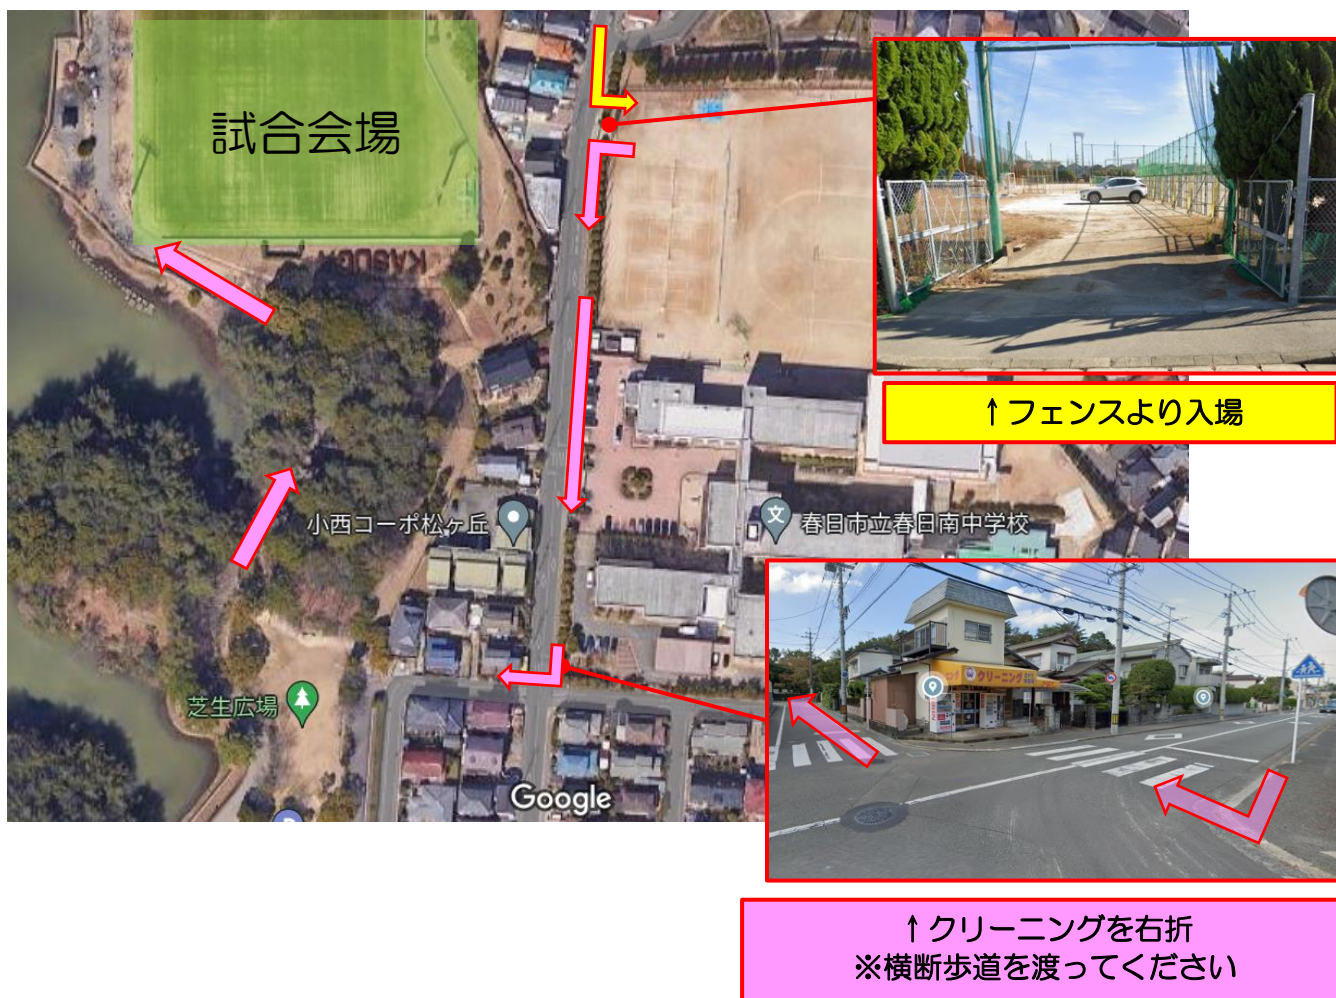 試合会場
KASUGA
↑フェンスより入場
小西コーポ松ヶ丘
文
春日市立春日南中学校
芝生広場
Google
クリーニング
↑クリーニングを右折
※横断歩道を渡ってください